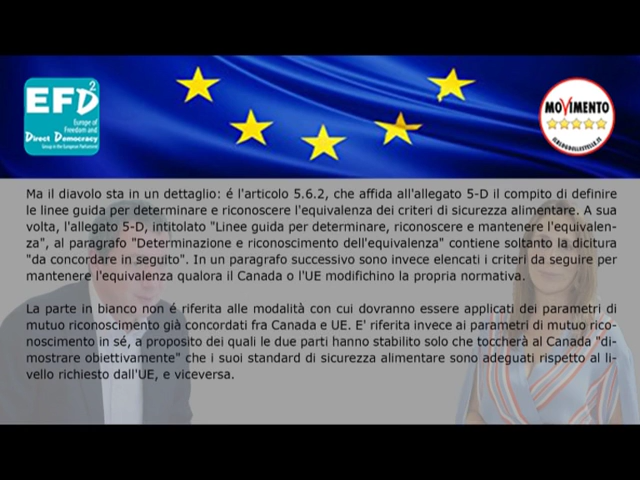 EFD2
Europe of
Freedom and
Direct Democracy
Group in the European Parliament
MOVIMENTO
ILBLOGDELLESTELLE.IT
Ma il diavolo sta in un dettaglio: é l'articolo 5.6.2, che affida all'allegato 5-D il compito di definire
le linee guida per determinare e riconoscere l'equivalenza dei criteri di sicurezza alimentare. A sua
volta, l'allegato 5-D, intitolato "Linee guida per determinare, riconoscere e mantenere l'equivalen-
za", al paragrafo "Determinazione e riconoscimento dell'equivalenza" contiene soltanto la dicitura
"da concordare in seguito". In un paragrafo successivo sono invece elencati i criteri da seguire per
mantenere l'equivalenza qualora il Canada o l'UE modifichino la propria normativa.
La parte in bianco non é riferita alle modalità con cui dovranno essere applicati dei parametri di
mutuo riconoscimento già concordati fra Canada e UE. E' riferita invece ai parametri di mutuo rico-
noscimento in sé, a proposito dei quali le due parti hanno stabilito solo che toccherà al Canada "di-
mostrare obiettivamente" che i suoi standard di sicurezza alimentare sono adeguati rispetto al li-
vello richiesto dall'UE, e viceversa.